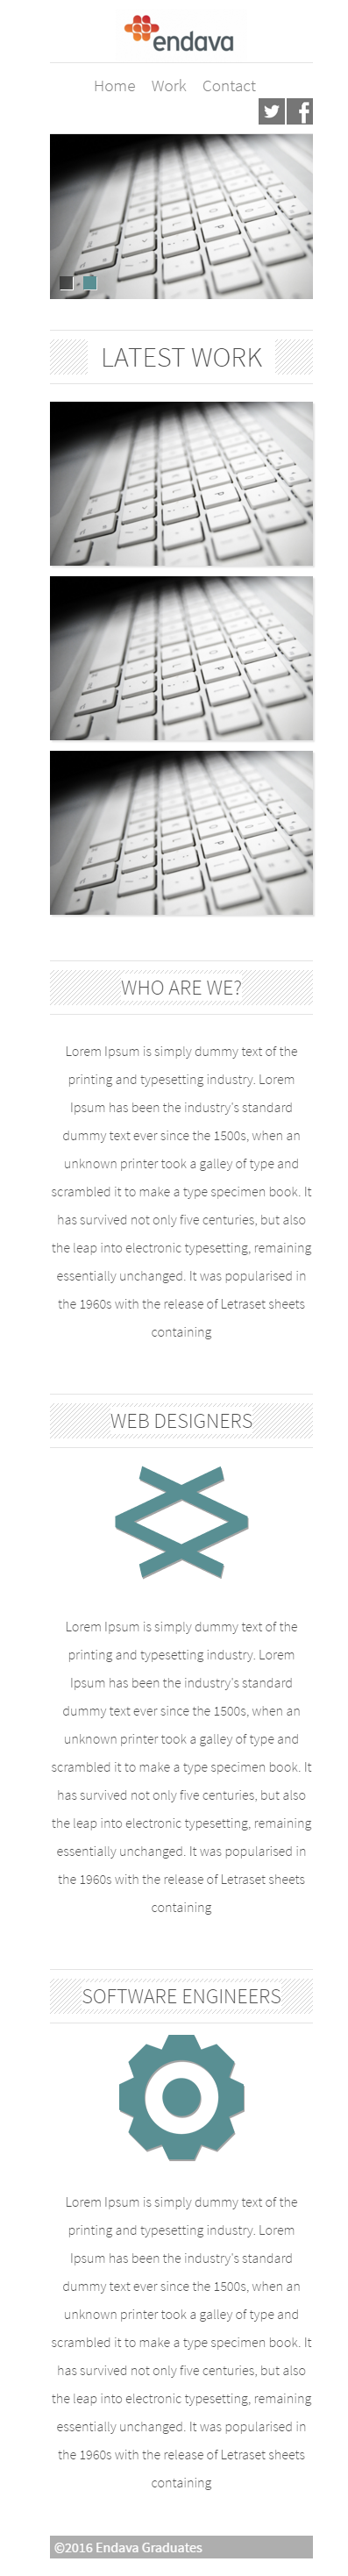 endava
Home Work Contact
LATEST WORK
WHO ARE WE?
Lorem Ipsum is simply dummy text of the
printing and typesetting industry. Lorem
Ipsum has been the industry's standard
dummy text ever since the 1500s, when an
unknown printer took a galley of type and
scrambled it to make a type specimen book. It
has survived not only five centuries, but also
the leap into electronic typesetting, remaining
essentially unchanged. It was popularised in
the 1960s with the release of Letraset sheets
containing
WEB DESIGNERS
Lorem Ipsum is simply dummy text of the
printing and typesetting industry. Lorem
Ipsum has been the industry's standard
dummy text ever since the 1500s, when an
unknown printer took a galley of type and
scrambled it to make a type specimen book. It
has survived not only five centuries, but also
the leap into electronic typesetting, remaining
essentially unchanged. It was popularised in
the 1960s with the release of Letraset sheets
containing
SOFTWARE ENGINEERS
Lorem Ipsum is simply dummy text of the
printing and typesetting industry. Lorem
Ipsum has been the industry's standard
dummy text ever since the 1500s, when an
unknown printer took a galley of type and
scrambled it to make a type specimen book. It
has survived not only five centuries, but also
the leap into electronic typesetting, remaining
essentially unchanged. It was popularised in
the 1960s with the release of Letraset sheets
containing
©2016 Endava Graduates